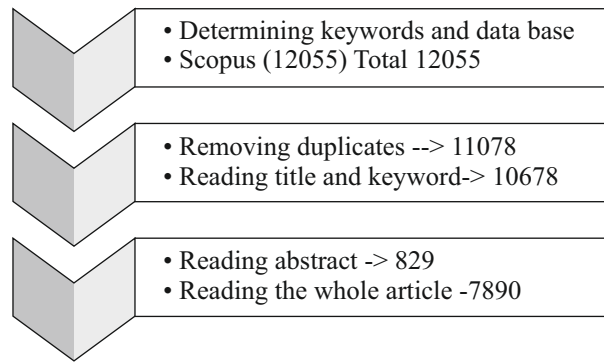 • Determining keywords and data base
• Scopus (12055) Total 12055
• Removing duplicates --> 11078
• Reading title and keyword-> 10678
• Reading abstract -> 829
• Reading the whole article -7890